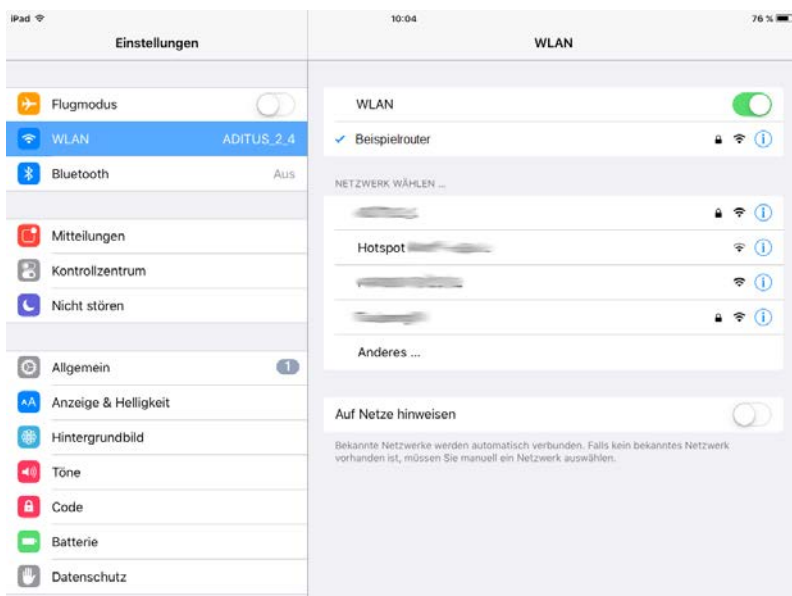 iPad 10:04 76 %
Einstellungen
WLAN
Flugmodus
WLAN ADITUS_2_4
Bluetooth Aus
Mitteilungen
Kontrollzentrum
Nicht stören
Allgemein 1
Anzeige & Helligkeit
Hintergrundbild
Töne
Code
Batterie
Datenschutz
WLAN
Beispielrouter
NETZWERK WÄHLEN ...
Hotspot
Anderes ...
Auf Netze hinweisen
Bekannte Netzwerke werden automatisch verbunden. Falls kein bekanntes Netzwerk
vorhanden ist, müssen Sie manuell ein Netzwerk auswählen.